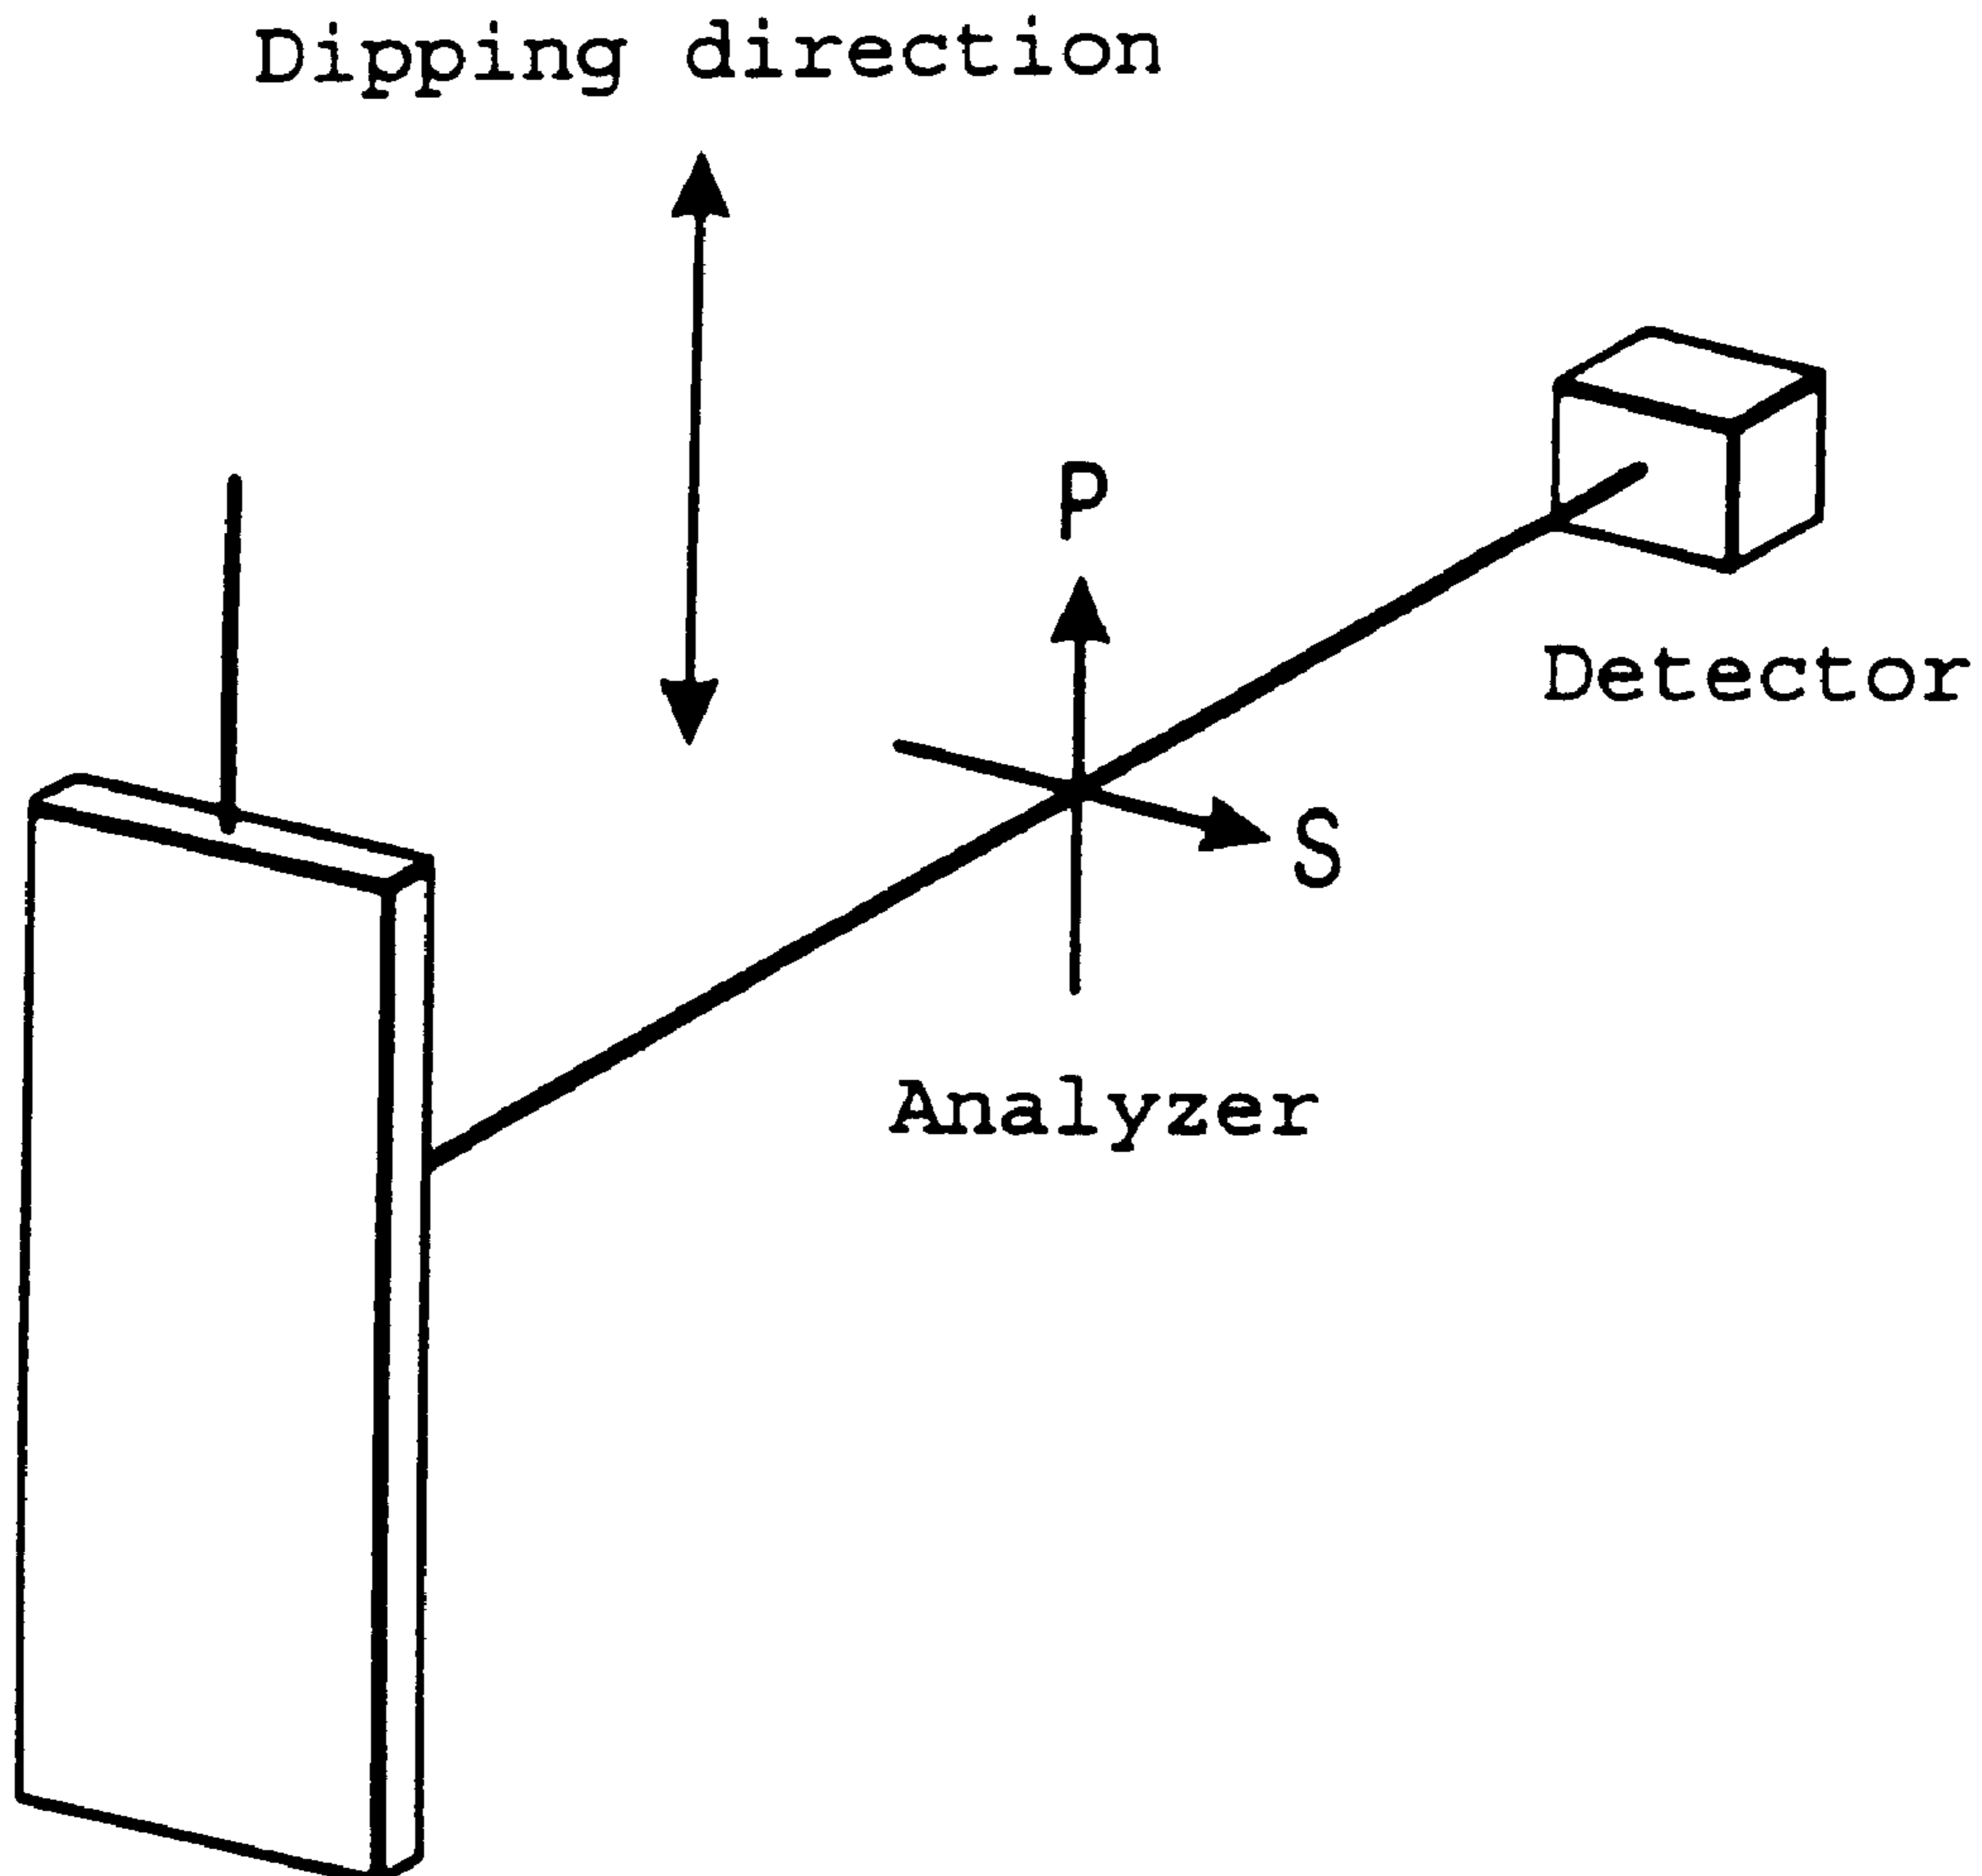 Dipping direction
P
S
Detector
Analyzer